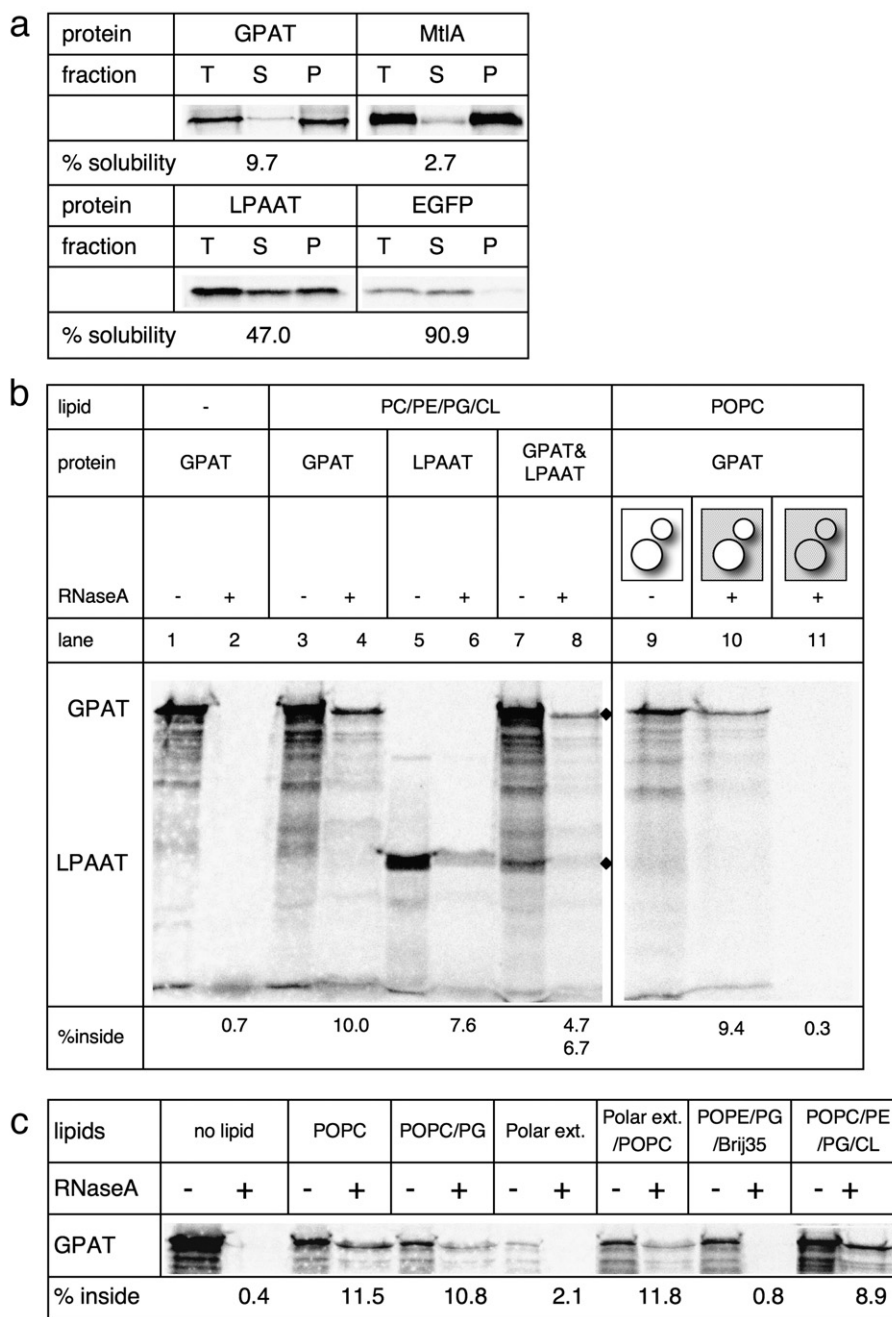 a
protein GPAT MtlA
fraction T S P T S P
% solubility 9.7 2.7
protein LPAAT EGFP
fraction T S P T S P
% solubility 47.0 90.9
b
lipid - PC/PE/PG/CL POPC
protein GPAT GPAT LPAAT GPAT& LPAAT GPAT
RNaseA - + - + - + - + - + +
lane 1 2 3 4 5 6 7 8 9 10 11
GPAT
LPAAT
%inside 0.7 10.0 7.6 4.7 9.4 0.3
6.7
c
lipids no lipid POPC POPC/PG Polar ext. Polar ext. /POPC POPE/PG /Brij35 POPC/PE /PG/CL
RNaseA - + - + - + - + - + - + - +
GPAT
% inside 0.4 11.5 10.8 2.1 11.8 0.8 8.9